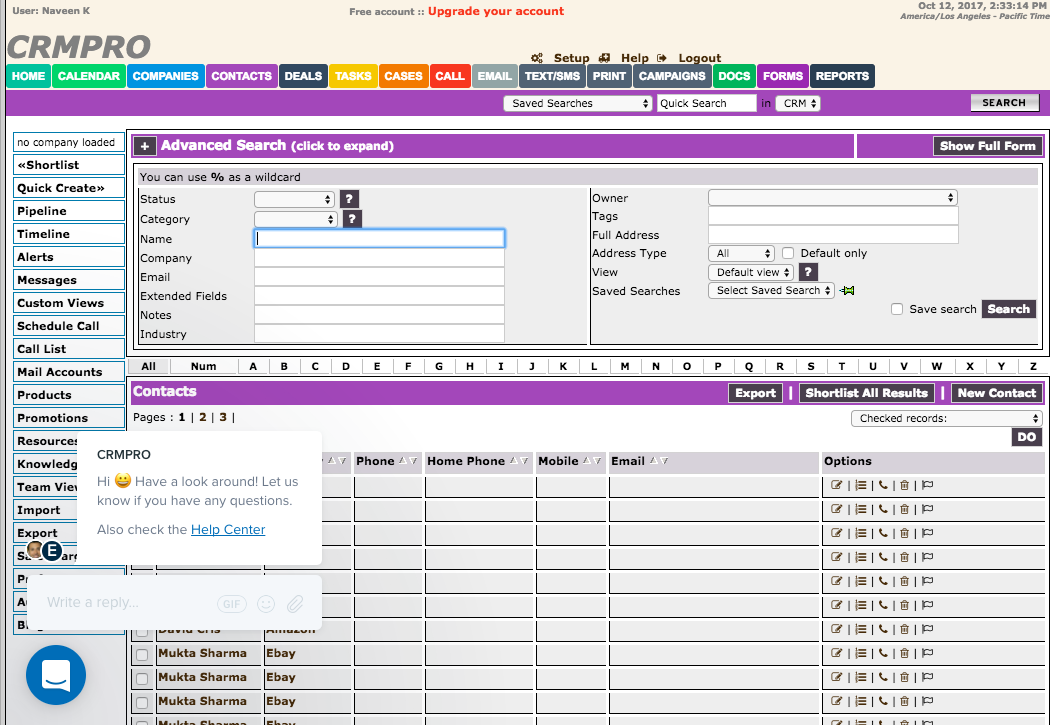 User: Naveen K
Free account :: Upgrade your account
Oct 12, 2017, 2:33:14 PM
America/Los Angeles - Pacific Time
CRMPRO
Setup Help Logout
HOME CALENDAR COMPANIES CONTACTS DEALS TASKS CASES CALL EMAIL TEXT/SMS PRINT CAMPAIGNS DOCS FORMS REPORTS
Saved Searches Quick Search in CRM SEARCH
no company loaded
«Shortlist
Quick Create»
Pipeline
Timeline
Alerts
Messages
Custom Views
Schedule Call
Call List
Mail Accounts
Products
Promotions
Resources
Knowledg
Team View
Import
Export
+ Advanced Search (click to expand) Show Full Form
You can use % as a wildcard
Status ?
Category ?
Name
Company
Email
Extended Fields
Notes
Industry
Owner
Tags
Full Address
Address Type All Default only
View Default view ?
Saved Searches Select Saved Search
Save search Search
All Num A B C D E F G H I J K L M N O P Q R S T U V W X Y Z
Contacts Export | Shortlist All Results | New Contact
Pages : 1 | 2 | 3 |
Checked records:
DO
Phone Home Phone Mobile Email Options
CRMPRO
Hi 😀 Have a look around! Let us
know if you have any questions.
Also check the Help Center
E
Write a reply... GIF
David Cris Amazon
Mukta Sharma Ebay
Mukta Sharma Ebay
Mukta Sharma Ebay
Mukta Sharma Ebay